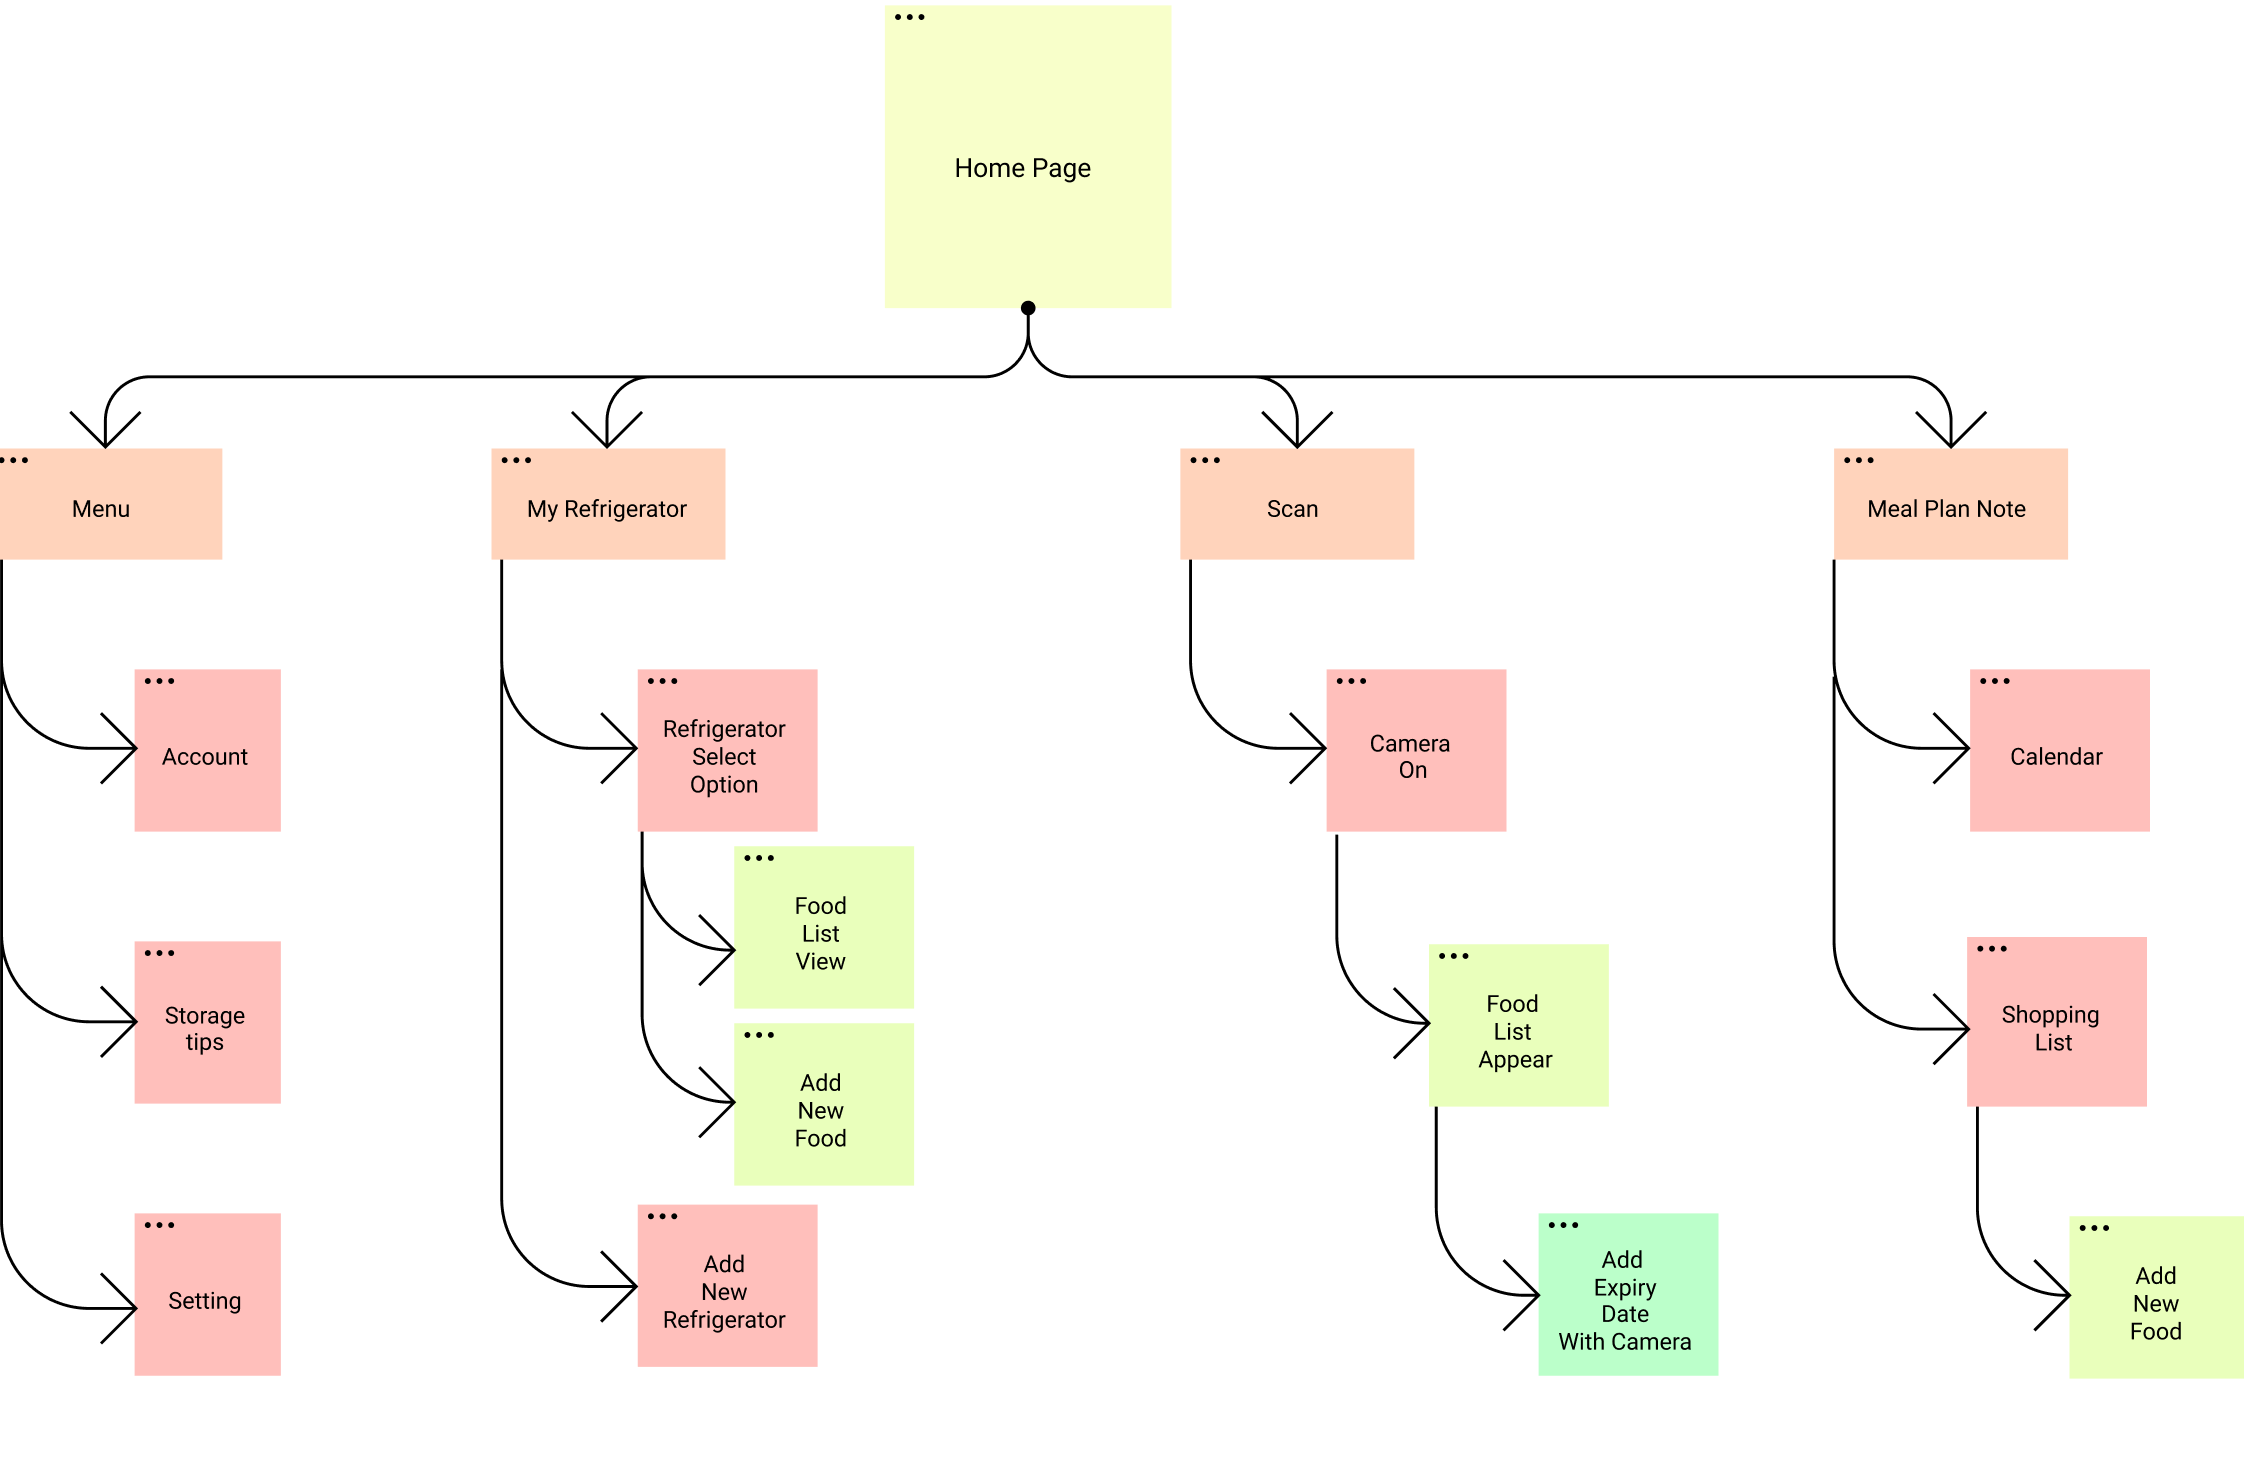 Home Page
Menu
My Refrigerator
Scan
Meal Plan Note
Account
Refrigerator
Select
Option
Camera
On
Calendar
Food
List
View
Storage
tips
Food
List
Appear
Shopping
List
Add
New
Food
Setting
Add
New
Refrigerator
Add
Expiry
Date
With Camera
Add
New
Food